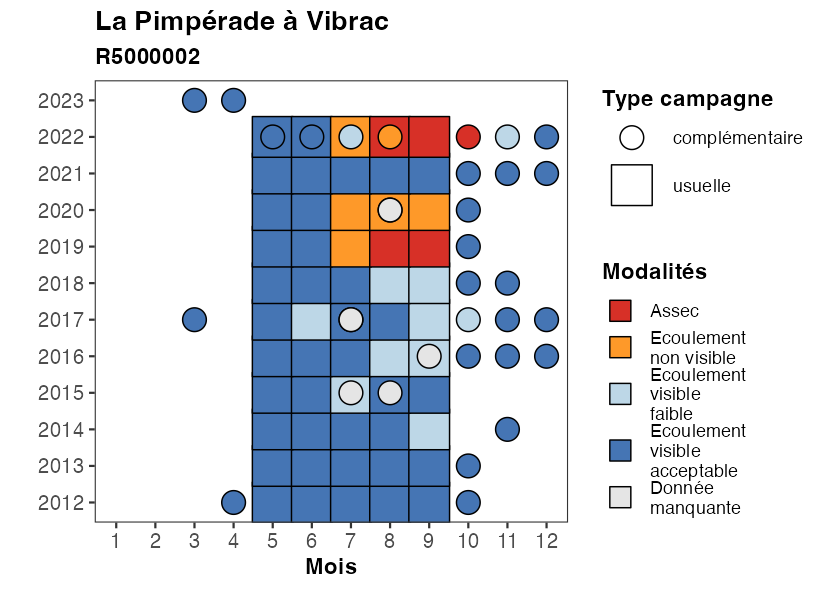 La Pimpérade à Vibrac
R5000002
2023
2022
2021
2020
2019
2018
2017
2016
2015
2014
2013
2012
1 2 3 4 5 6 7 8 9 10 11 12
Mois
Type campagne
complémentaire
usuelle
Modalités
Assec
Ecoulement
non visible
Ecoulement
visible
faible
Ecoulement
visible
acceptable
Donnée
manquante